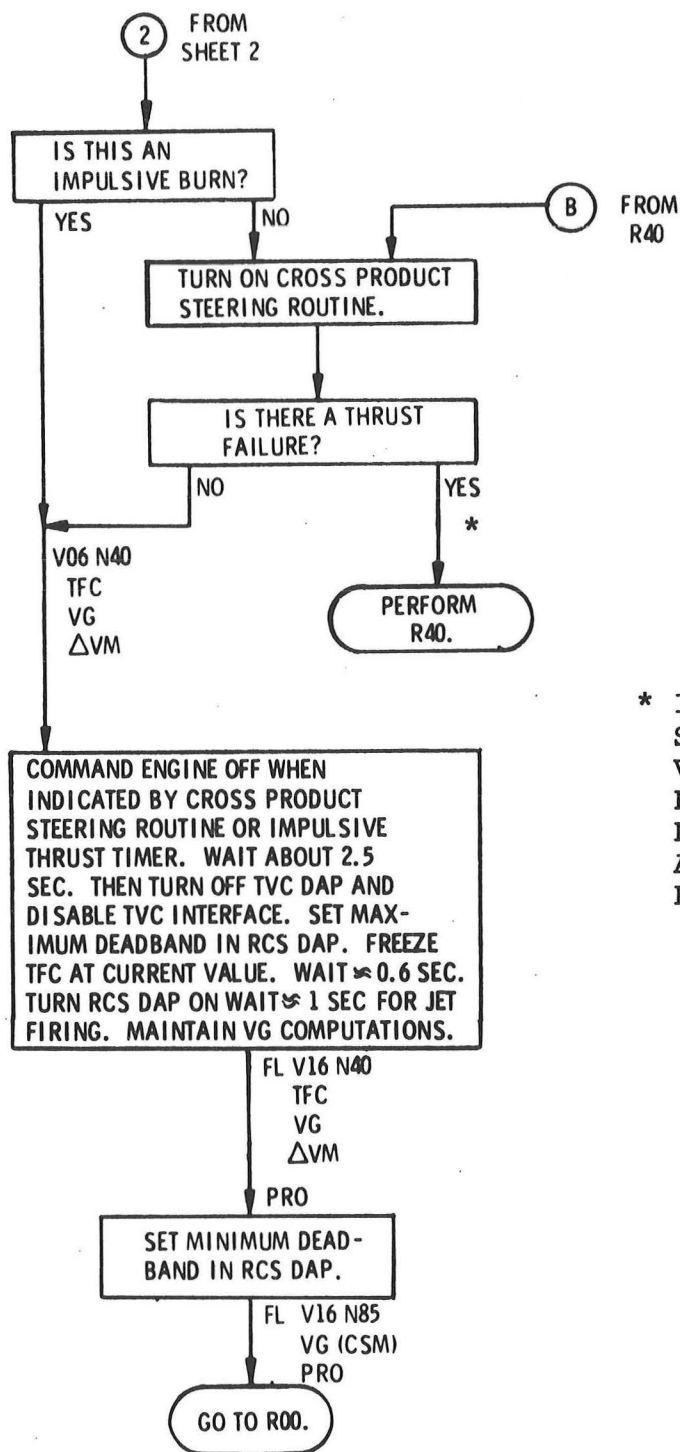 2
FROM
SHEET 2
IS THIS AN
IMPULSIVE BURN?
YES
NO
B
FROM
R40
TURN ON CROSS PRODUCT
STEERING ROUTINE.
IS THERE A THRUST
FAILURE?
NO
YES
*
V06 N40
TFC
VG
△VM
PERFORM
R40.
*
COMMAND ENGINE OFF WHEN
INDICATED BY CROSS PRODUCT
STEERING ROUTINE OR IMPULSIVE
THRUST TIMER. WAIT ABOUT 2.5
SEC. THEN TURN OFF TVC DAP AND
DISABLE TVC INTERFACE. SET MAX-
IMUM DEADBAND IN RCS DAP. FREEZE
TFC AT CURRENT VALUE. WAIT ≈ 0.6 SEC.
TURN RCS DAP ON WAIT ≈ 1 SEC FOR JET
FIRING. MAINTAIN VG COMPUTATIONS.
FL V16 N40
TFC
VG
△VM
PRO
SET MINIMUM DEAD-
BAND IN RCS DAP.
FL V16 N85
VG (CSM)
PRO
GO TO R00.